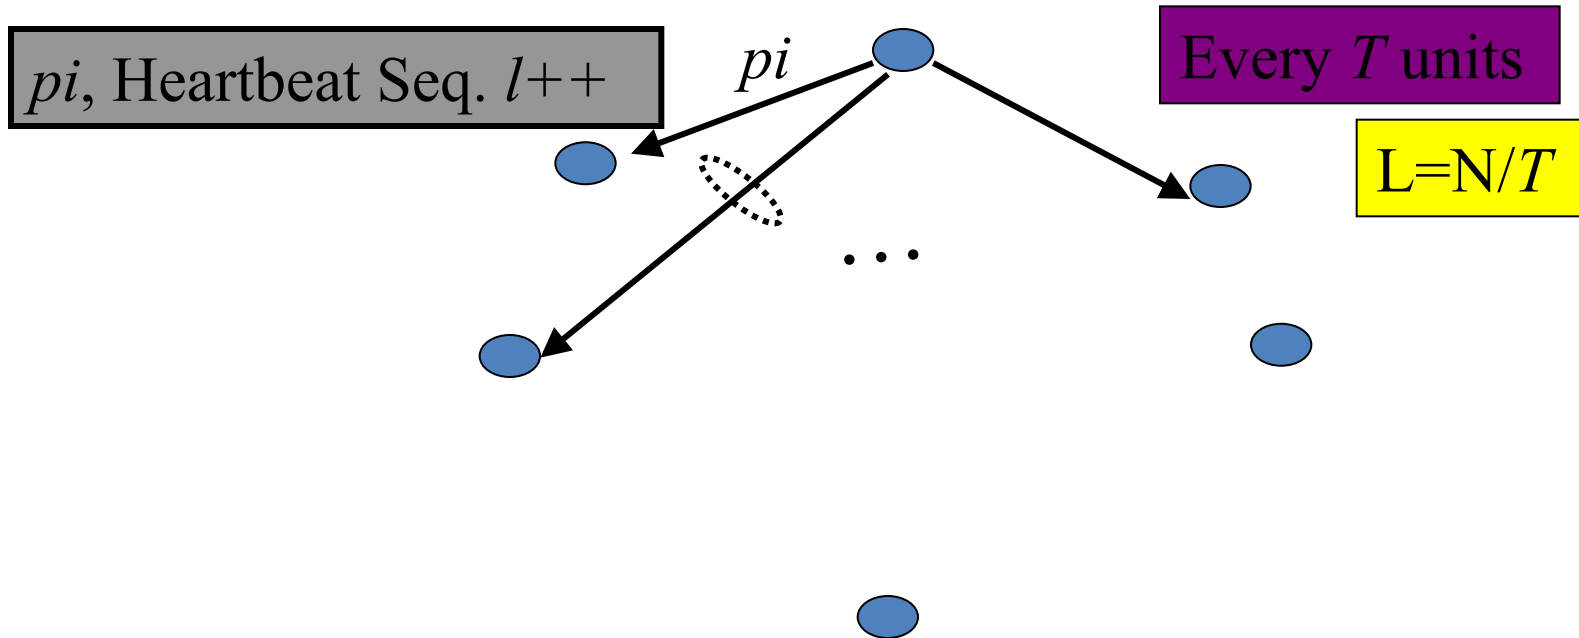 pi, Heartbeat Seq. l++
pi
Every T units
L=N/T
. . .